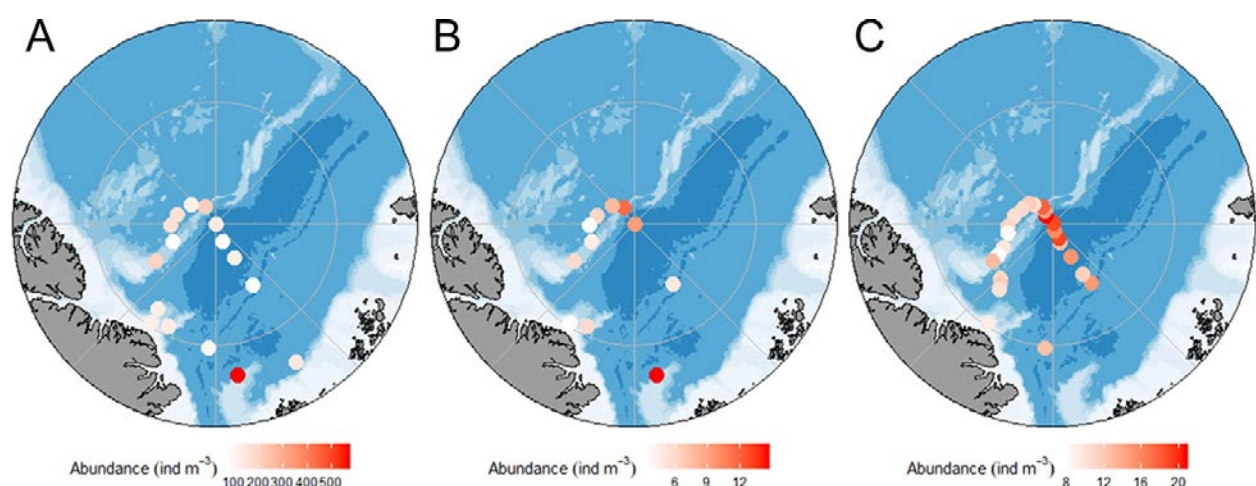 A B C
Abundance (ind m⁻³) 100 200 300 400 500
Abundance (ind m⁻³) 6 9 12
Abundance (ind m⁻³) 8 12 16 20